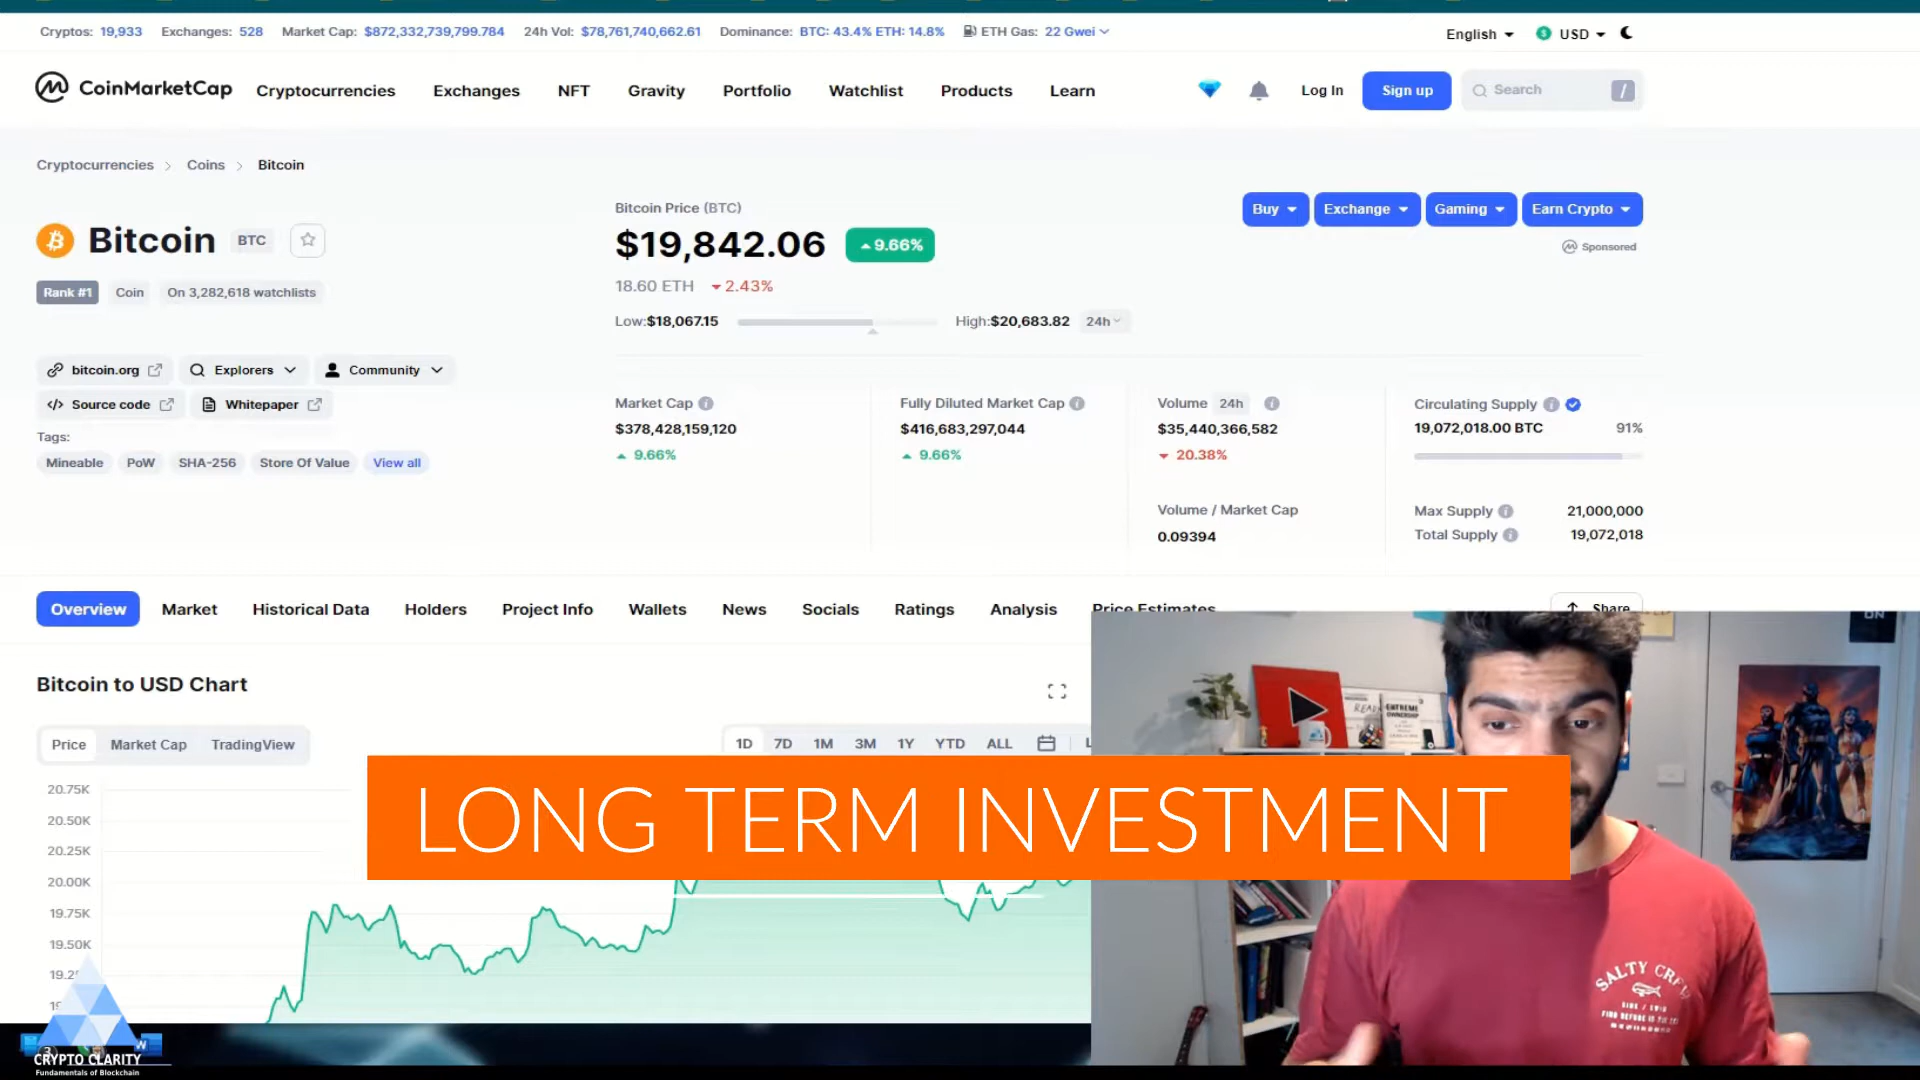 Cryptos: 19,933 Exchanges: 528 Market Cap: $872,332,739,799.784 24h Vol: $78,761,740,662.61 Dominance: BTC: 43.4% ETH: 14.8% ETH Gas: 22 Gwei
English USD
CoinMarketCap Cryptocurrencies Exchanges NFT Gravity Portfolio Watchlist Products Learn Log In Sign up Search /
Cryptocurrencies > Coins > Bitcoin
Bitcoin BTC
Rank #1 Coin On 3,282,618 watchlists
bitcoin.org Explorers Community
Source code Whitepaper
Tags:
Mineable PoW SHA-256 Store Of Value View all
Bitcoin Price (BTC)
$19,842.06 9.66%
18.60 ETH 2.43%
Low:$18,067.15 High:$20,683.82 24h
Buy Exchange Gaming Earn Crypto
Sponsored
Market Cap
$378,428,159,120
9.66%
Fully Diluted Market Cap
$416,683,297,044
9.66%
Volume 24h
$35,440,366,582
20.38%
Volume / Market Cap
0.09394
Circulating Supply
19,072,018.00 BTC 91%
Max Supply 21,000,000
Total Supply 19,072,018
Overview Market Historical Data Holders Project Info Wallets News Socials Ratings Analysis Price Estimates Share
Bitcoin to USD Chart
Price Market Cap TradingView 1D 7D 1M 3M 1Y YTD ALL
20.75K
20.50K
20.25K
20.00K
19.75K
19.50K
LONG TERM INVESTMENT
EXTREME
OWNERSHIP
ON
SALTY CREW
CRYPTO CLARITY
Fundamentals of Blockchain